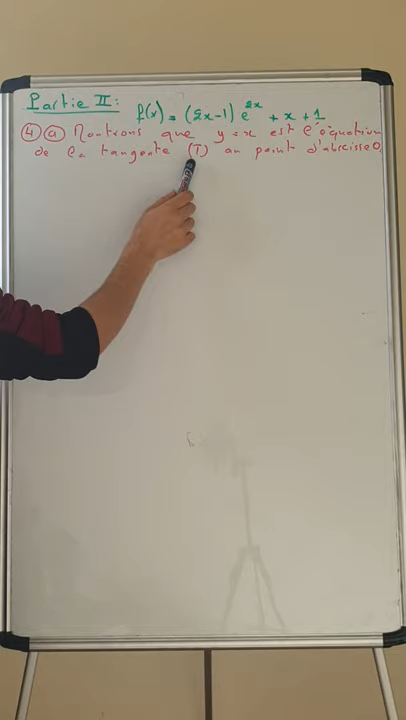 Partie II: f(x) = (2x-1) e^{2x} + x + 1
4 a Montrons que y = x est l'équation
de la tangente (T) au point d'abscisse 0.